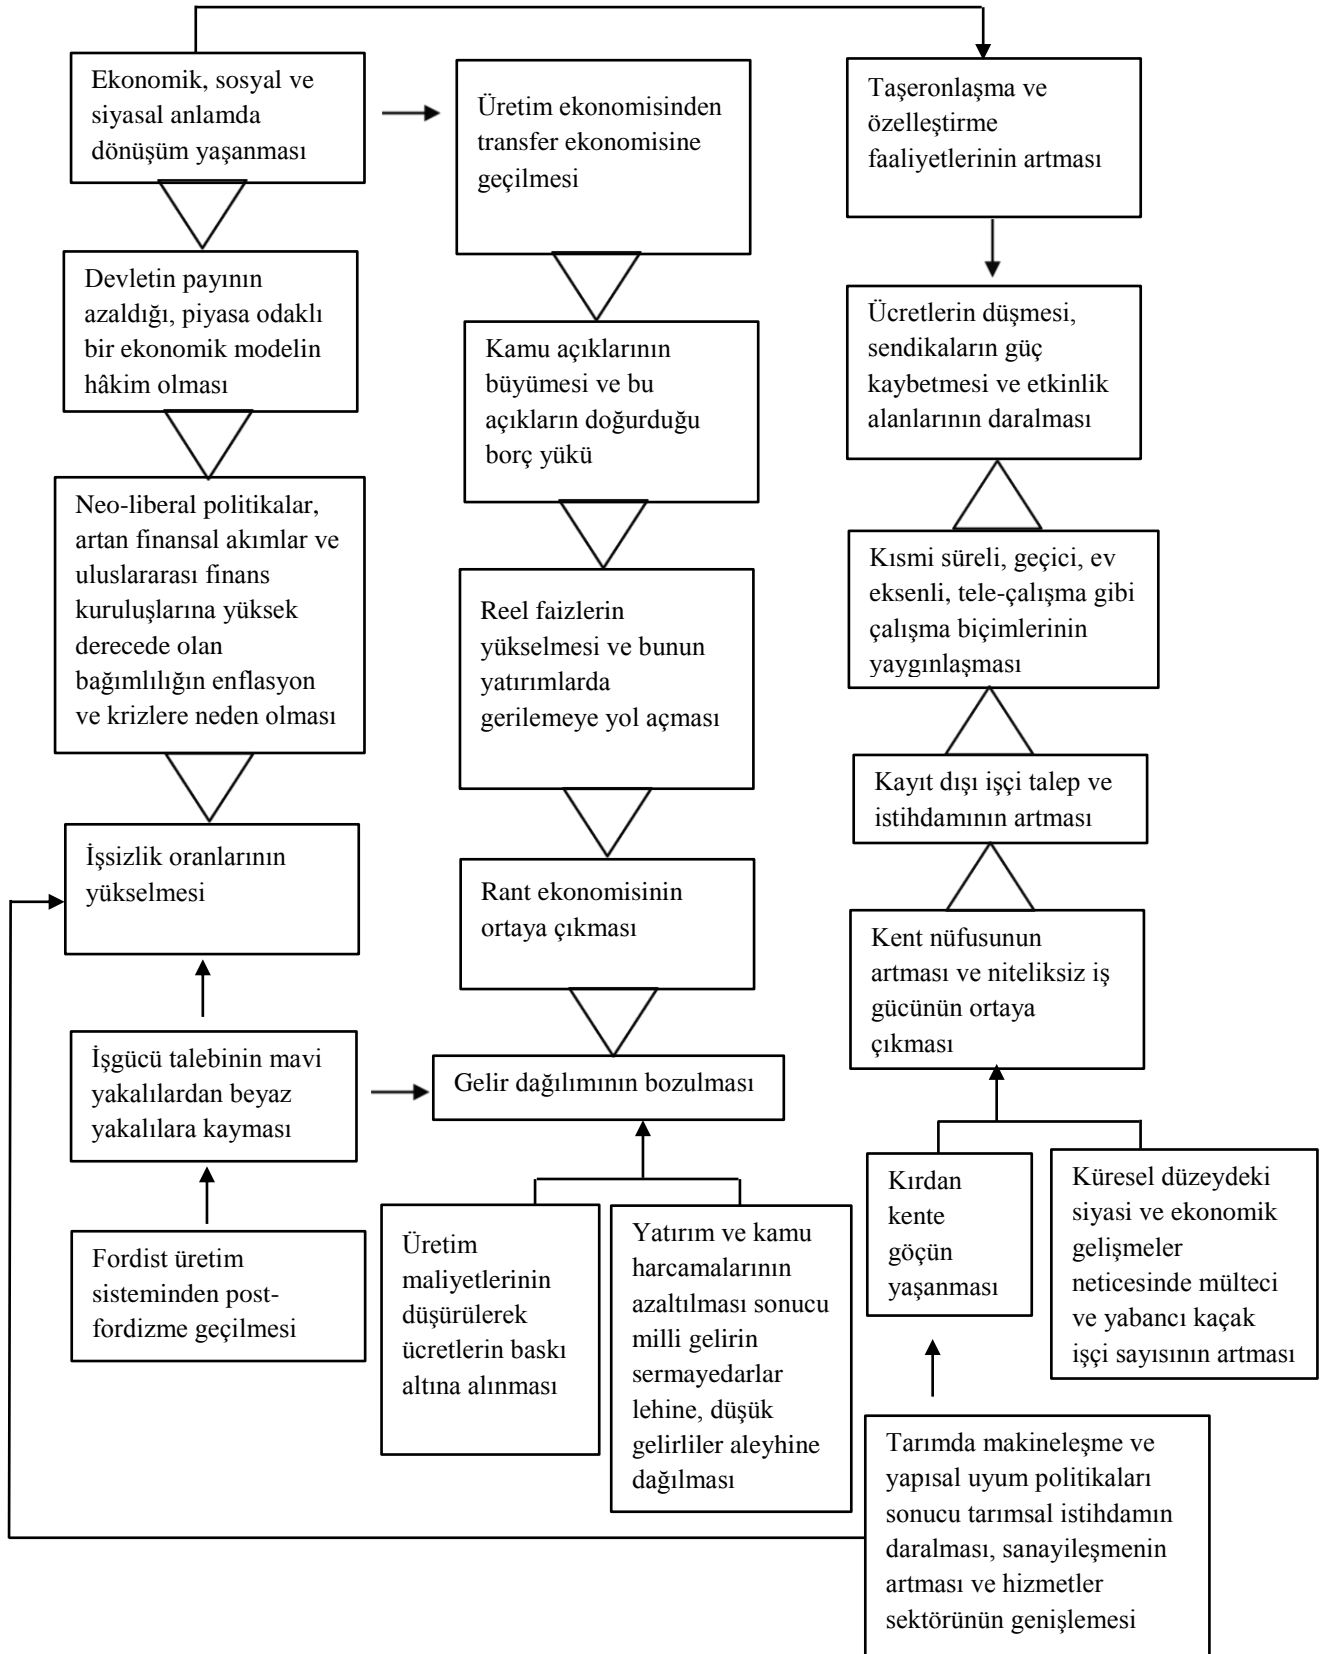 Ekonomik, sosyal ve
siyasal anlamda
dönüşüm yaşanması
Üretim ekonomisinden
transfer ekonomisine
geçilmesi
Taşeronlaşma ve
özelleştirme
faaliyetlerinin artması
Devletin payının
azaldığı, piyasa odaklı
bir ekonomik modelin
hâkim olması
Kamu açıklarının
büyümesi ve bu
açıkların doğurduğu
borç yükü
Ücretlerin düşmesi,
sendikaların güç
kaybetmesi ve etkinlik
alanlarının daralması
Neo-liberal politikalar,
artan finansal akımlar ve
uluslararası finans
kuruluşlarına yüksek
derecede olan
bağımlılığın enflasyon
ve krizlere neden olması
Reel faizlerin
yükselmesi ve bunun
yatırımlarda
gerilemeye yol açması
Kısmi süreli, geçici, ev
eksenli, tele-çalışma gibi
çalışma biçimlerinin
yaygınlaşması
Kayıt dışı işçi talep ve
istihdamının artması
İşsizlik oranlarının
yükselmesi
Rant ekonomisinin
ortaya çıkması
Kent nüfusunun
artması ve niteliksiz iş
gücünün ortaya
çıkması
İşgücü talebinin mavi
yakalılardan beyaz
yakalılara kayması
Gelir dağılımının bozulması
Fordist üretim
sisteminden post-
fordizme geçilmesi
Üretim
maliyetlerinin
düşürülerek
ücretlerin baskı
altına alınması
Yatırım ve kamu
harcamalarının
azaltılması sonucu
milli gelirin
sermayedarlar
lehine, düşük
gelirliler aleyhine
dağılması
Kırdan
kente
göçün
yaşanması
Küresel düzeydeki
siyasi ve ekonomik
gelişmeler
neticesinde mülteci
ve yabancı kaçak
işçi sayısının artması
Tarımda makineleşme ve
yapısal uyum politikaları
sonucu tarımsal istihdamın
daralması, sanayileşmenin
artması ve hizmetler
sektörünün genişlemesi